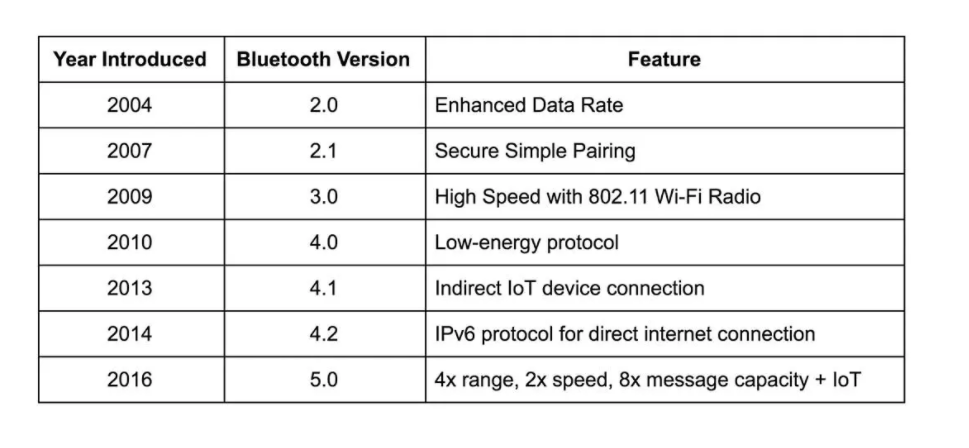 Year Introduced Bluetooth Version Feature
2004 2.0 Enhanced Data Rate
2007 2.1 Secure Simple Pairing
2009 3.0 High Speed with 802.11 Wi-Fi Radio
2010 4.0 Low-energy protocol
2013 4.1 Indirect IoT device connection
2014 4.2 IPv6 protocol for direct internet connection
2016 5.0 4x range, 2x speed, 8x message capacity + IoT